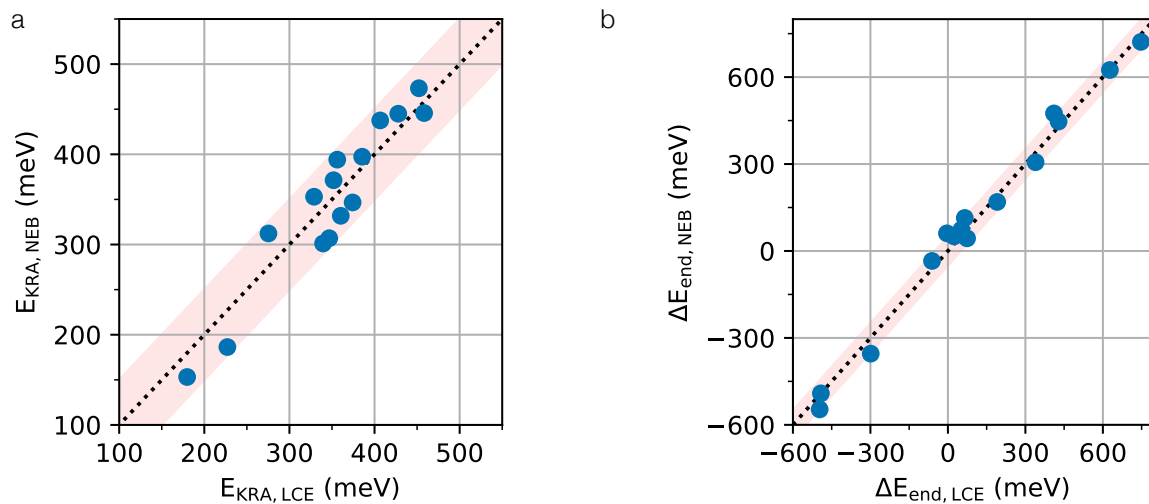 a
500
400
300
200
100
E_KRA, NEB (meV)
100 200 300 400 500
E_KRA, LCE (meV)
b
600
300
0
−300
−600
ΔE_end, NEB (meV)
−600 −300 0 300 600
ΔE_end, LCE (meV)